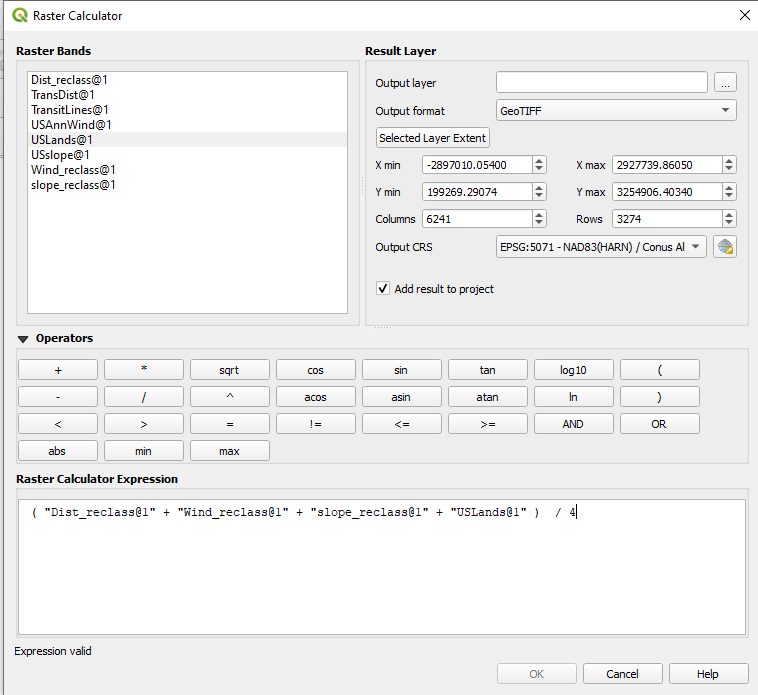 Raster Calculator
Raster Bands
Dist_reclass@1
TransDist@1
TransitLines@1
USAnnWind@1
USLands@1
USslope@1
Wind_reclass@1
slope_reclass@1
Result Layer
Output layer
...
Output format GeoTIFF
Selected Layer Extent
X min -2897010.05400 X max 2927739.86050
Y min 199269.29074 Y max 3254906.40340
Columns 6241 Rows 3274
Output CRS EPSG:5071 - NAD83(HARN) / Conus Al
Add result to project
Operators
+ * sqrt cos sin tan log10 (
- / ^ acos asin atan ln )
< > = != <= >= AND OR
abs min max
Raster Calculator Expression
( "Dist_reclass@1" + "Wind_reclass@1" + "slope_reclass@1" + "USLands@1" )  / 4
Expression valid
OK Cancel Help